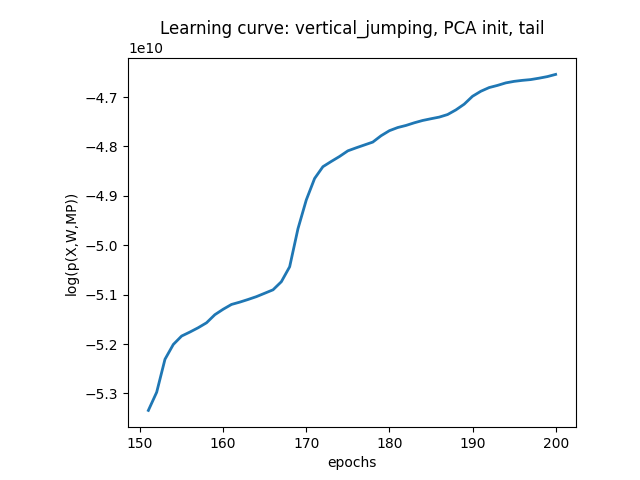 Learning curve: vertical_jumping, PCA init, tail
1e10
−4.7
−4.8
−4.9
−5.0
−5.1
−5.2
−5.3
log(p(X,W,MP))
150 160 170 180 190 200
epochs